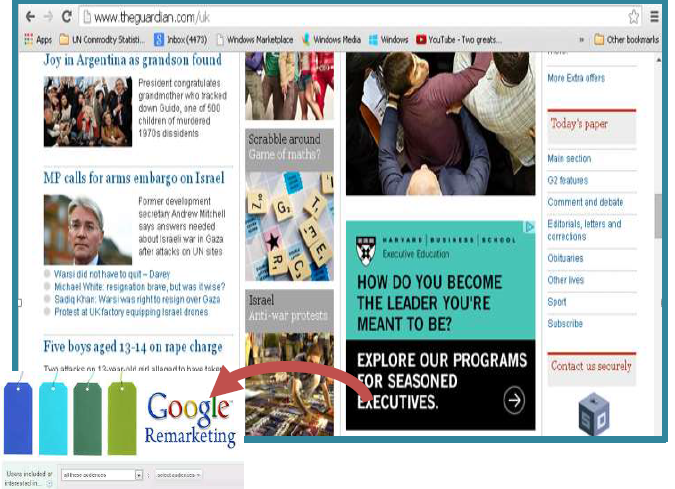 www.theguardian.com/uk
Apps
UN Commodity Statisti...
Inbox (4473)
Windows Marketplace
Windows Media
Windows
YouTube - Two greats...
»
Other bookmarks
Joy in Argentina as grandson found
President congratulates
grandmother who tracked
down Guido, one of 500
children of murdered
1970s dissidents
MP calls for arms embargo on Israel
Former development
secretary Andrew Mitchell
says answers needed
about Israeli war in Gaza
after attacks on UN sites
Warsi did not have to quit – Davey
Michael White: resignation brave, but was it wise?
Sadiq Khan: Warsi was right to resign over Gaza
Protest at UK factory equipping Israel drones
Five boys aged 13-14 on rape charge
Two attacks on 13-year-old girl alleged to have taken
Scrabble around
Game of maths?
Israel
Anti-war protests
HARVARD BUSINESS SCHOOL
Executive Education
HOW DO YOU BECOME
THE LEADER YOU'RE
MEANT TO BE?
EXPLORE OUR PROGRAMS
FOR SEASONED
EXECUTIVES.
More Extra offers
Today's paper
Main section
G2 features
Comment and debate
Editorials, letters and
corrections
Obituaries
Other lives
Sport
Subscribe
Contact us securely
Google™
Remarketing
Users included or
interested in...
all these audiences
select audiences